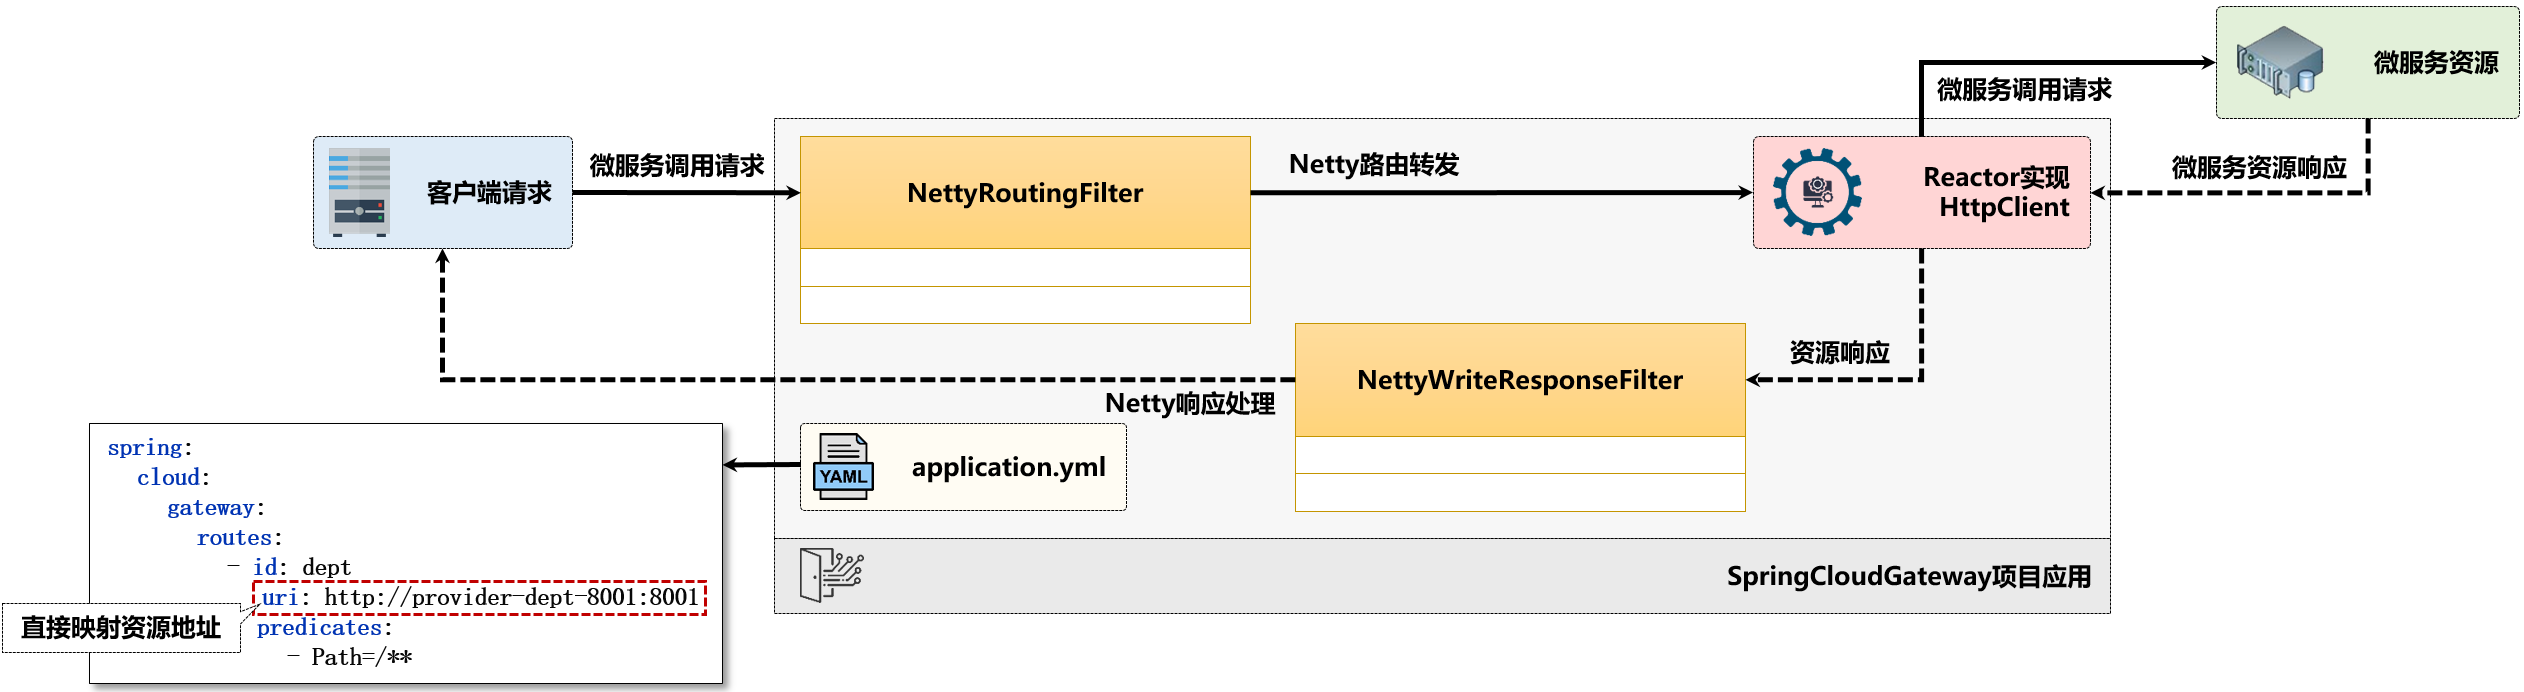 微服务资源
微服务调用请求
微服务资源响应
客户端请求
微服务调用请求
NettyRoutingFilter
Netty路由转发
Reactor实现
HttpClient
资源响应
NettyWriteResponseFilter
Netty响应处理
YAML
application.yml
SpringCloudGateway项目应用
spring:
cloud:
gateway:
routes:
- id: dept
uri: http://provider-dept-8001:8001
predicates:
- Path=/**
直接映射资源地址